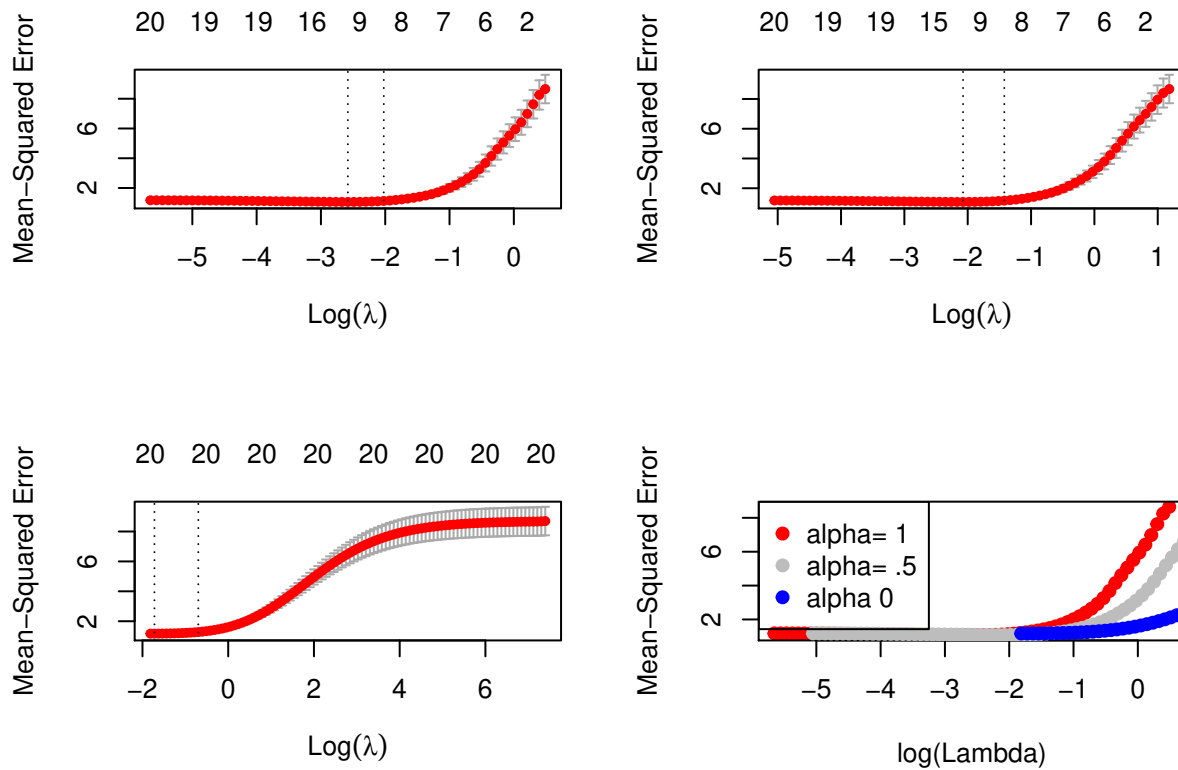 20 19 19 16 9 8 7 6 2
Mean−Squared Error
2 6
−5 −4 −3 −2 −1 0
Log(λ)
20 19 19 15 9 8 7 6 2
Mean−Squared Error
2 6
−5 −4 −3 −2 −1 0 1
Log(λ)
20 20 20 20 20 20 20 20
Mean−Squared Error
2 6
−2 0 2 4 6
Log(λ)
Mean−Squared Error
2 6
alpha= 1
alpha= .5
alpha 0
−5 −4 −3 −2 −1 0
log(Lambda)